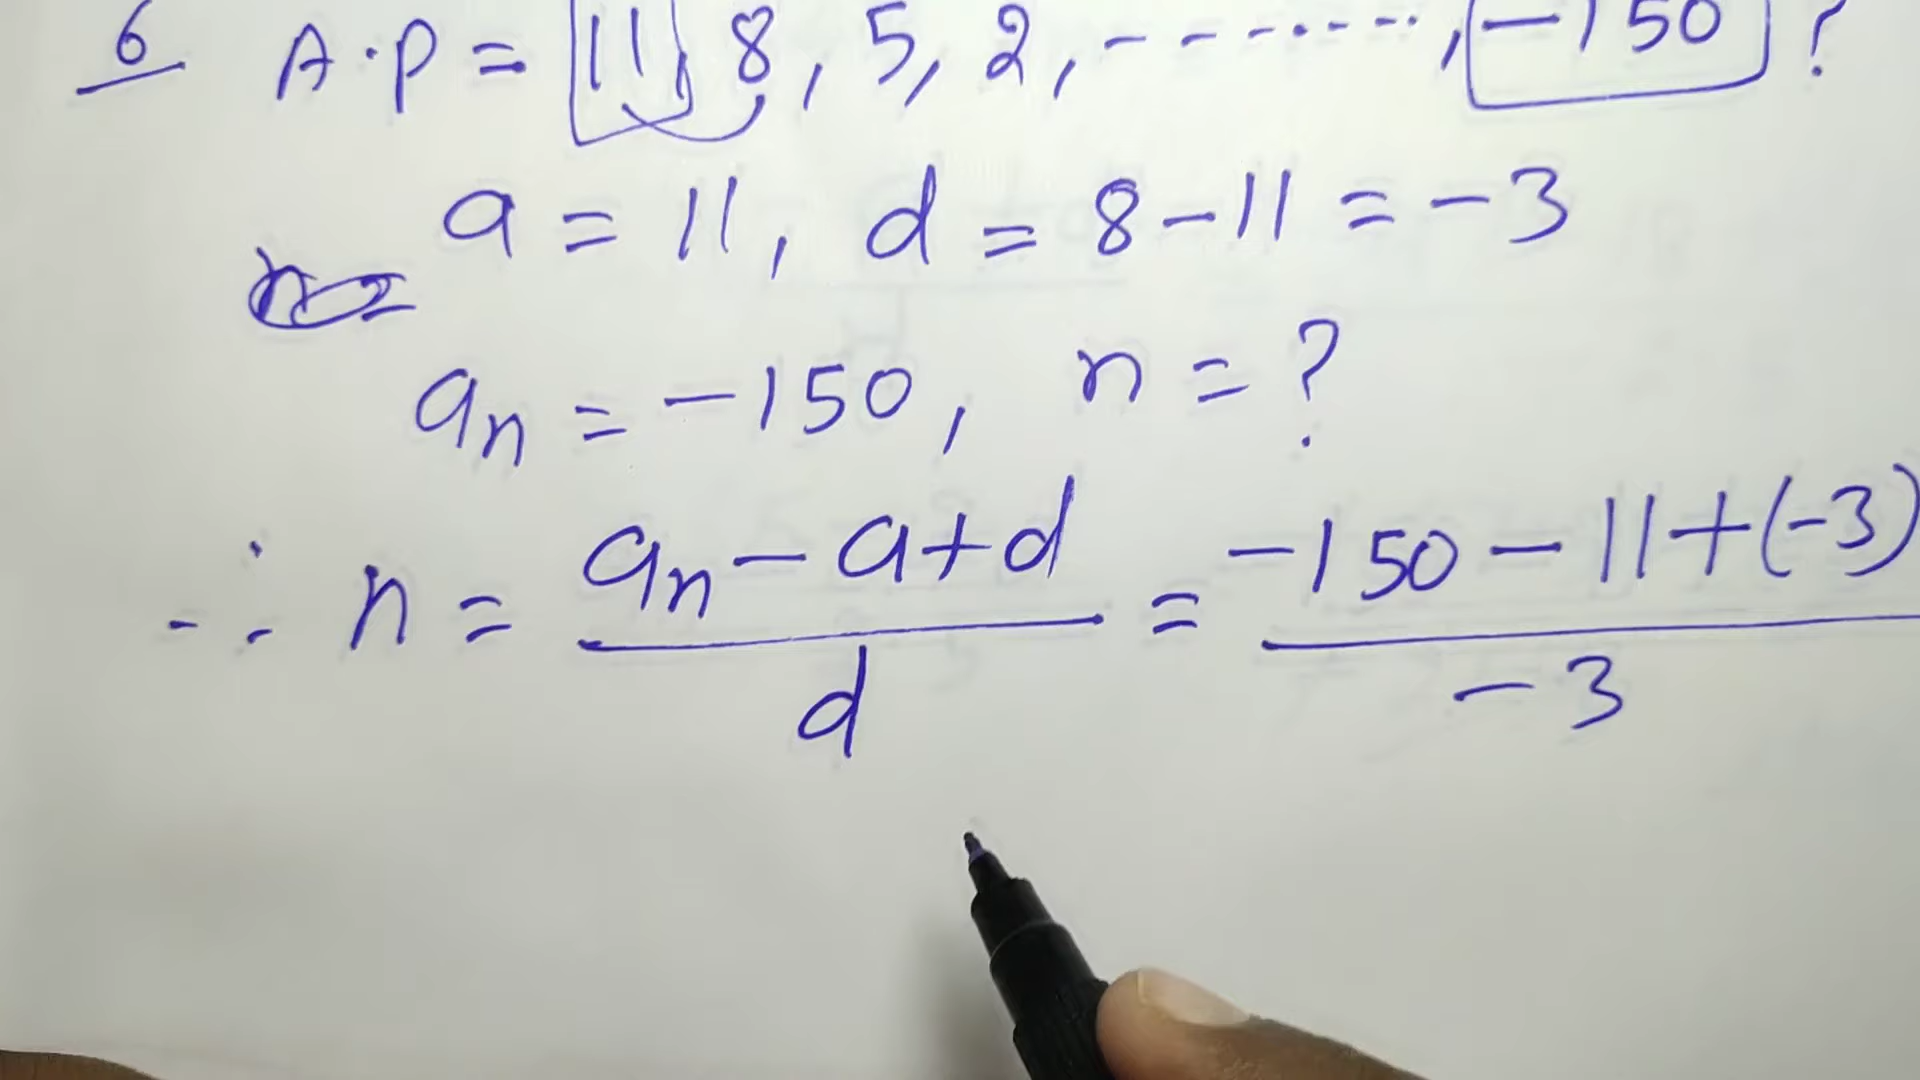 6 A.P = 11, 8, 5, 2, ---------, -150 ?
a = 11, d = 8-11 = -3
aₙ = -150, n = ?
∴ n = (aₙ - a + d)/d = (-150 - 11 + (-3))/-3